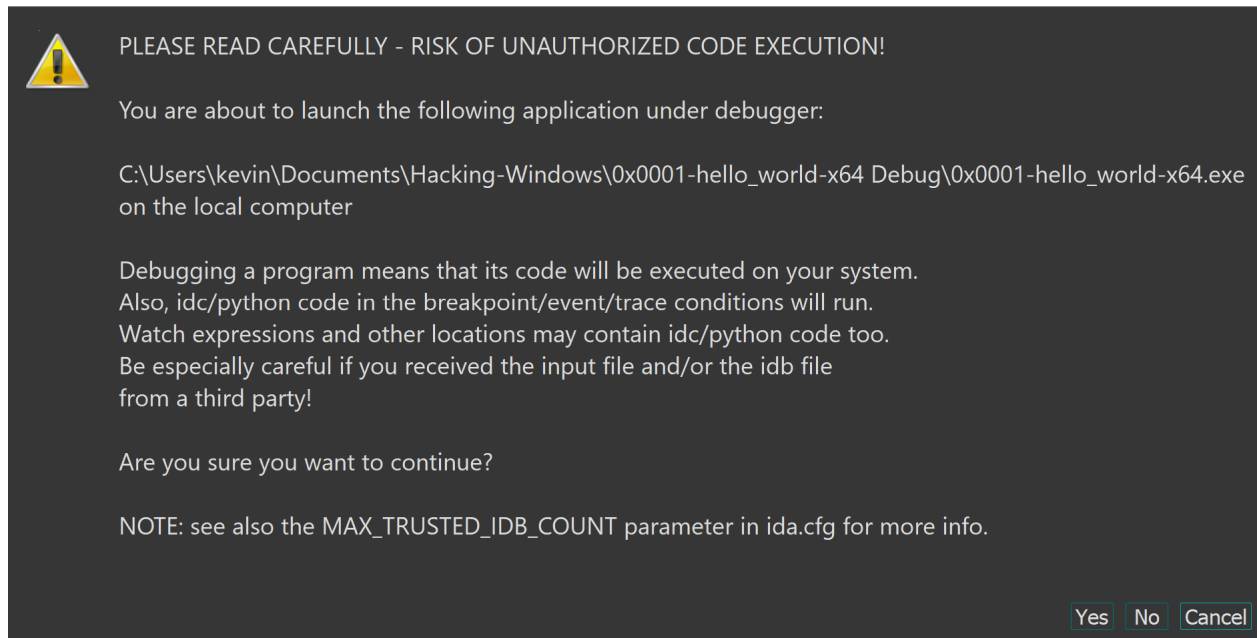 PLEASE READ CAREFULLY - RISK OF UNAUTHORIZED CODE EXECUTION!
You are about to launch the following application under debugger:
C:\Users\kevin\Documents\Hacking-Windows\0x0001-hello_world-x64 Debug\0x0001-hello_world-x64.exe
on the local computer
Debugging a program means that its code will be executed on your system.
Also, idc/python code in the breakpoint/event/trace conditions will run.
Watch expressions and other locations may contain idc/python code too.
Be especially careful if you received the input file and/or the idb file
from a third party!
Are you sure you want to continue?
NOTE: see also the MAX_TRUSTED_IDB_COUNT parameter in ida.cfg for more info.
Yes No Cancel